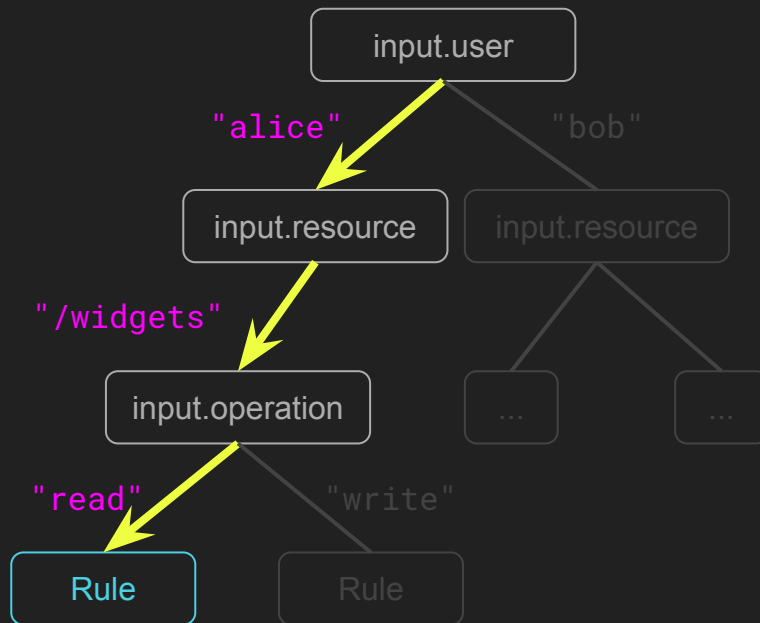 input.user
"alice"
"bob"
input.resource
input.resource
"/widgets"
input.operation
...
...
"read"
"write"
Rule
Rule